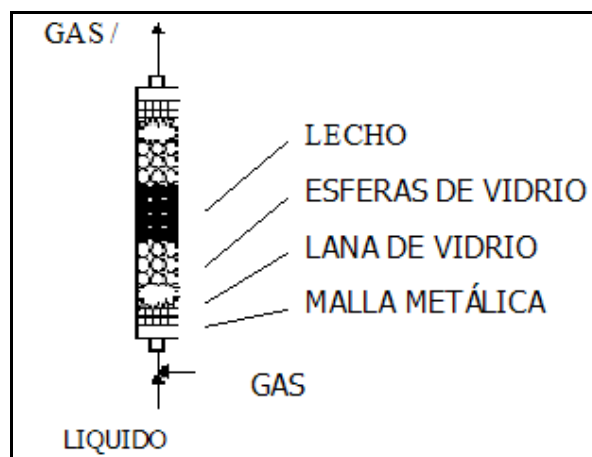 GAS /
LECHO
ESFERAS DE VIDRIO
LANA DE VIDRIO
MALLA METÁLICA
GAS
LIQUIDO